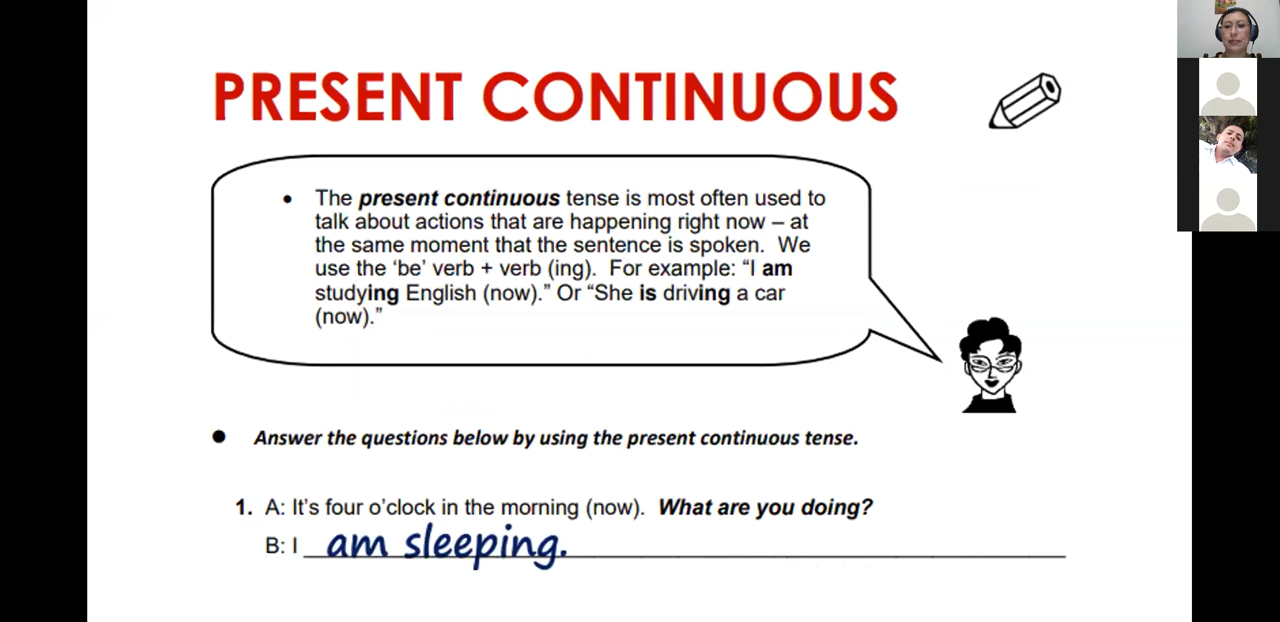 PRESENT CONTINUOUS
• The present continuous tense is most often used to
talk about actions that are happening right now – at
the same moment that the sentence is spoken.  We
use the ‘be’ verb + verb (ing).  For example: “I am
studying English (now).” Or “She is driving a car
(now).”
● Answer the questions below by using the present continuous tense.
1. A: It’s four o’clock in the morning (now).  What are you doing?
B: I am sleeping.